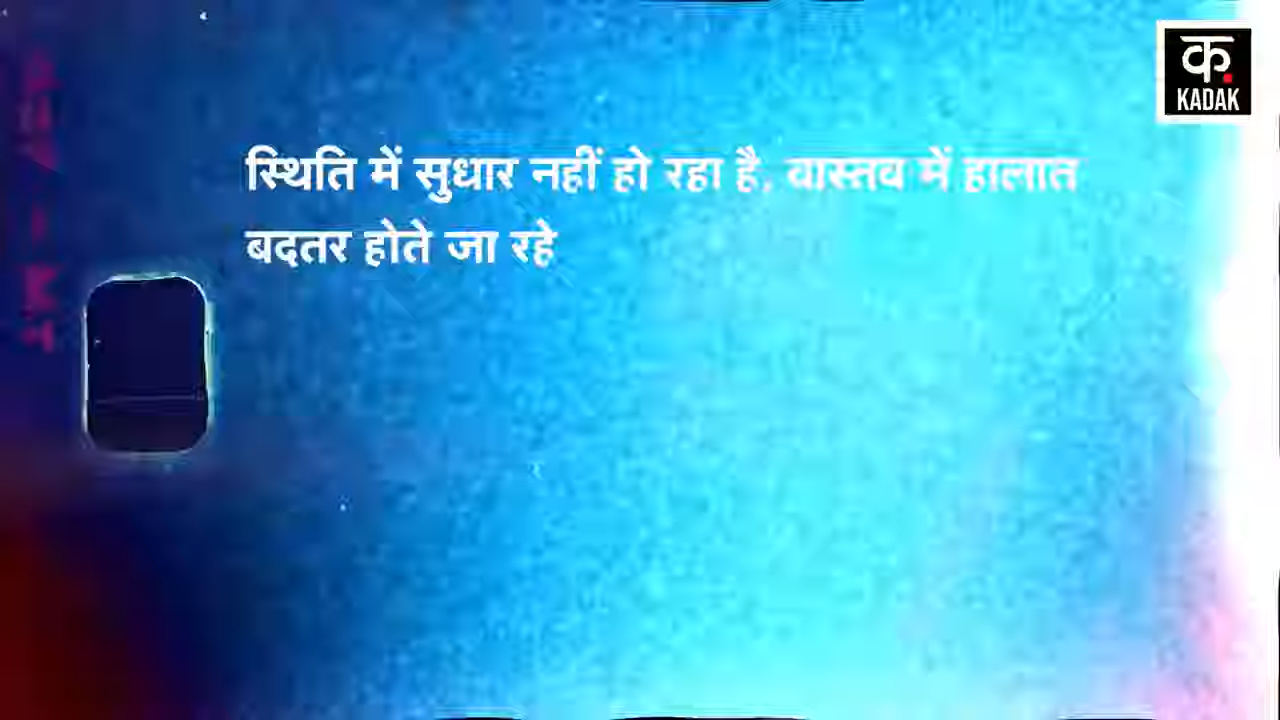 क.
KADAK
स्थिति में सुधार नहीं हो रहा है. वास्तव में हालात
बदतर होते जा रहे